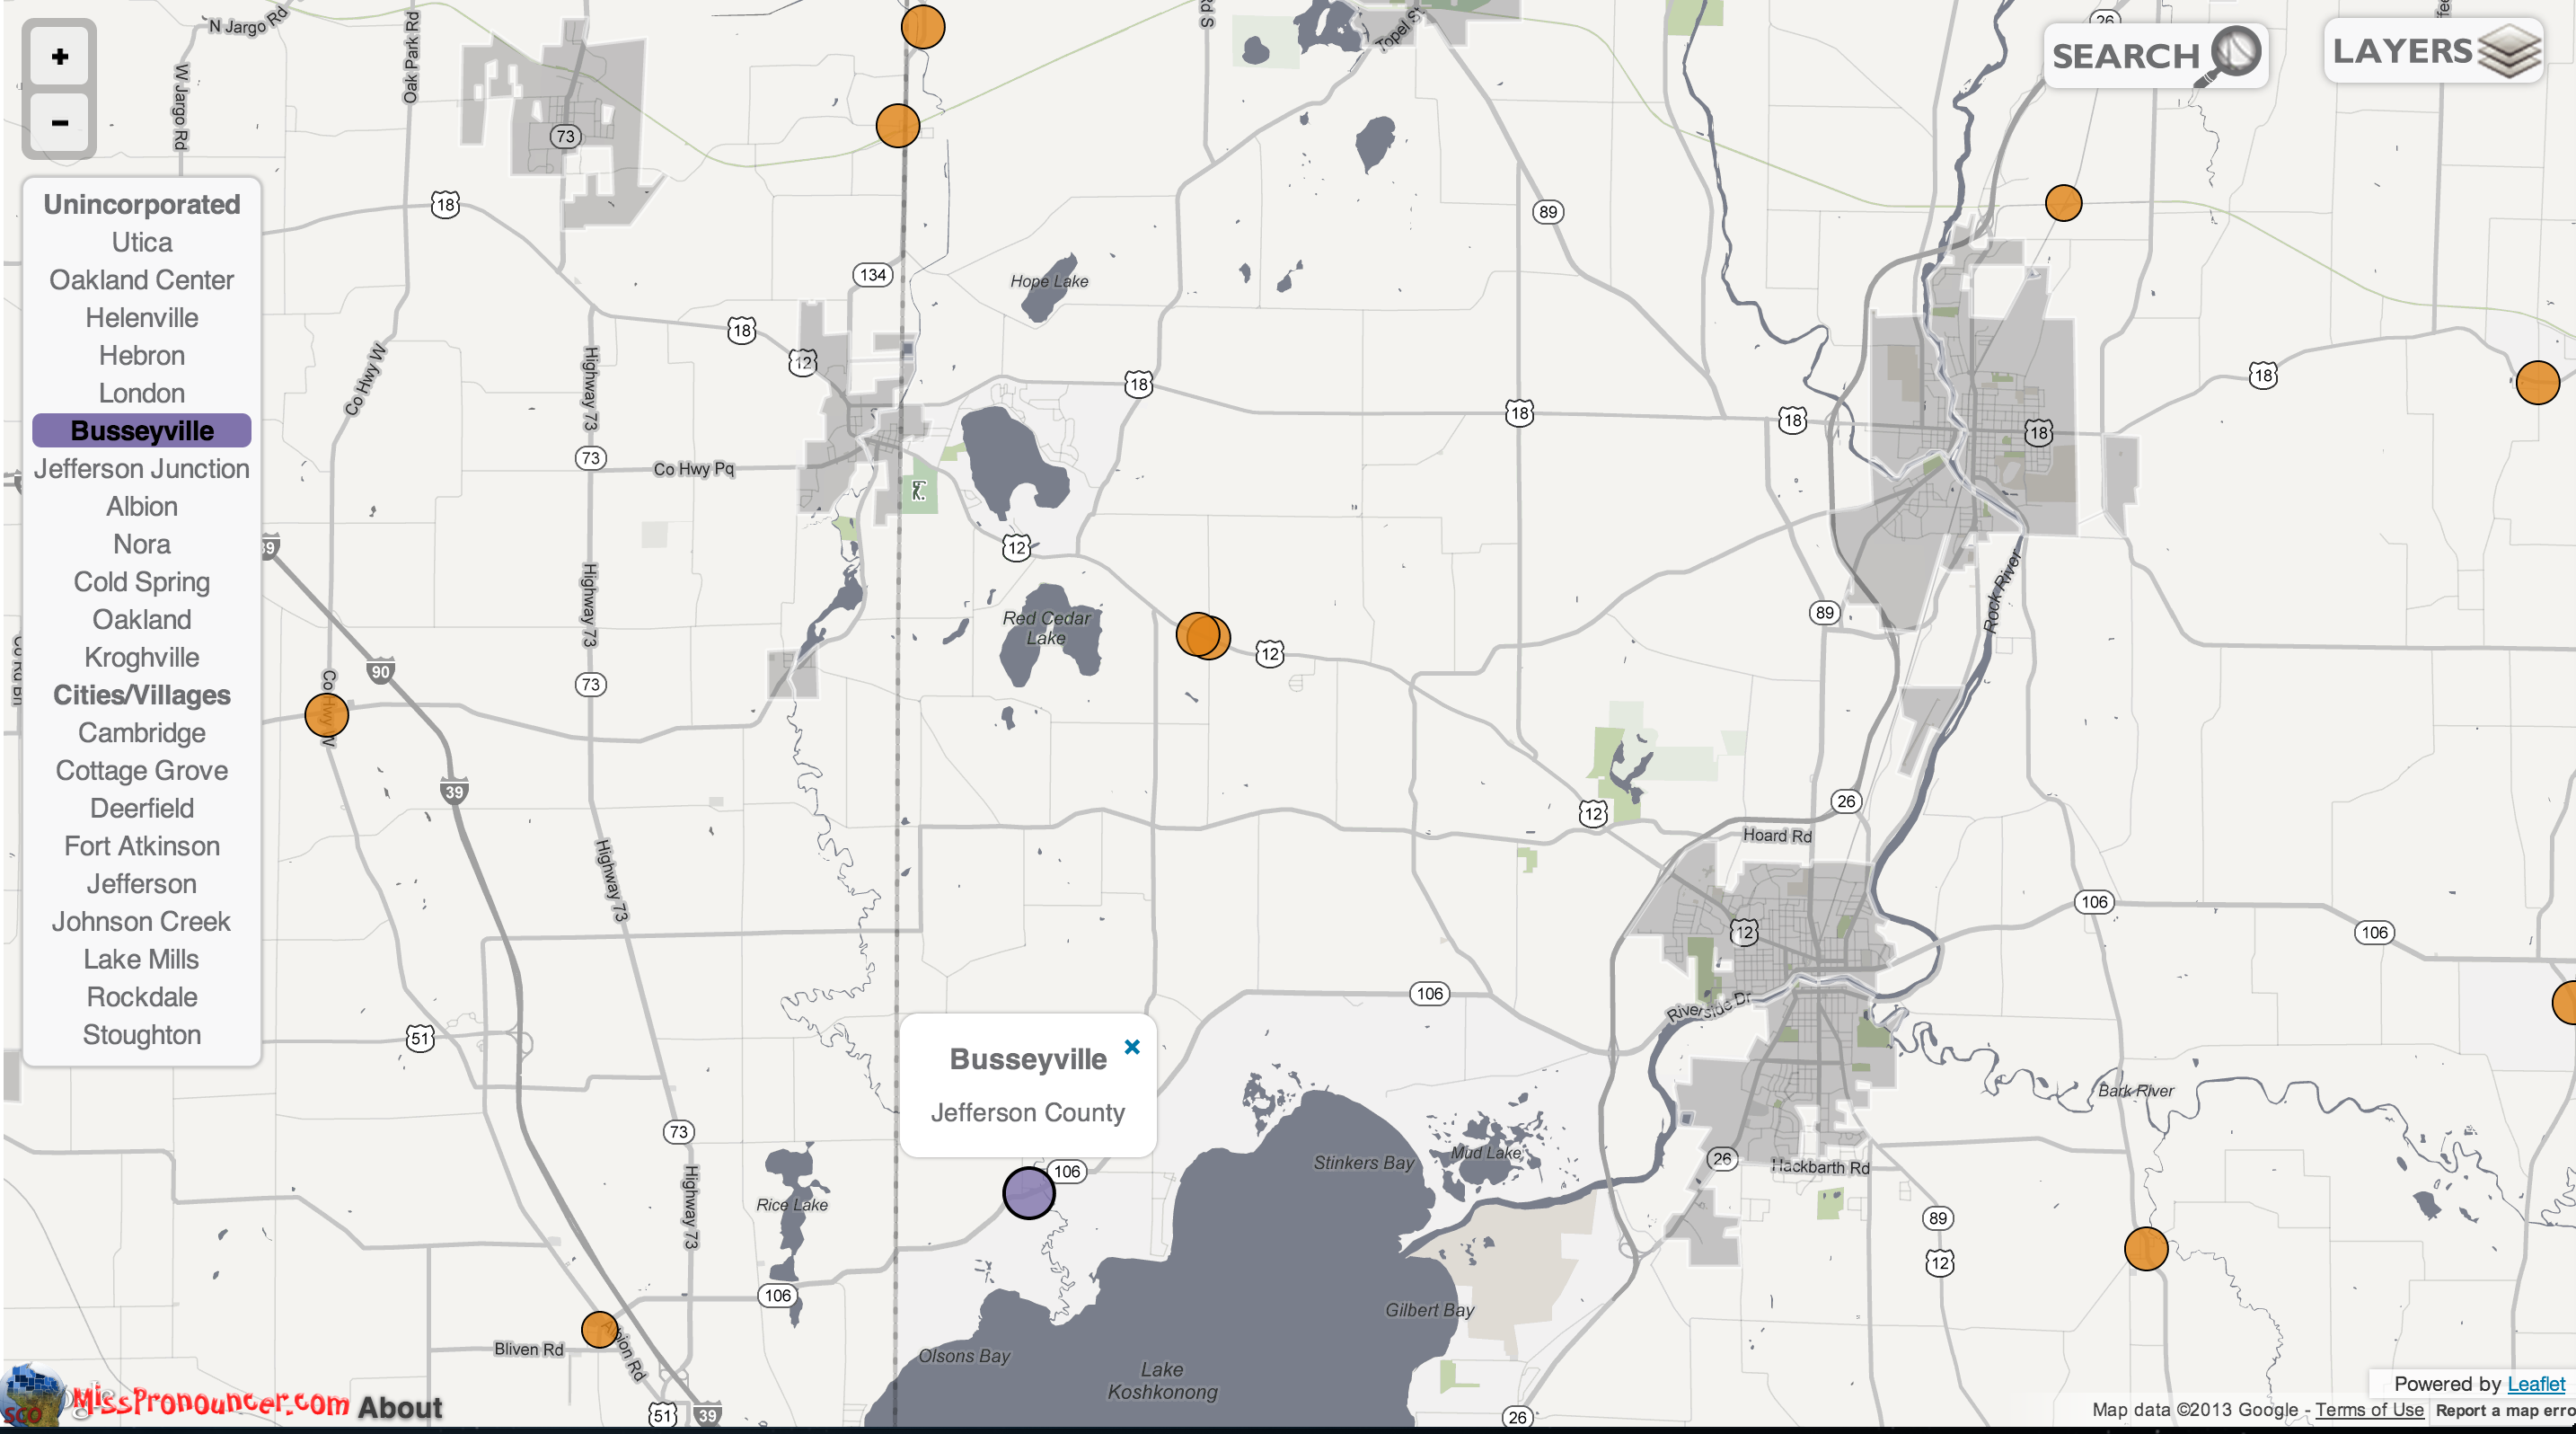 +
−
SEARCH
LAYERS
Unincorporated
Utica
Oakland Center
Helenville
Hebron
London
Busseyville
Jefferson Junction
Albion
Nora
Cold Spring
Oakland
Kroghville
Cities/Villages
Cambridge
Cottage Grove
Deerfield
Fort Atkinson
Jefferson
Johnson Creek
Lake Mills
Rockdale
Stoughton
N Jargo Rd
W Jargo Rd
Oak Park Rd
Rd S
Topel St
26
73
18
89
134
Hope Lake
18
12
18
18
18
18
18
Co Hwy W
Highway 73
73
Co Hwy Pq
12
39
Highway 73
Red Cedar
Lake
12
89
Rock River
90
73
39
12
26
Hoard Rd
Highway 73
12
106
106
106
Riverside Dr
51
Busseyville
×
Jefferson County
Bark River
73
106
Stinkers Bay
Mud Lake
26
Hackbarth Rd
Highway 73
Rice Lake
89
12
106
Gilbert Bay
Bliven Rd
Albion Rd
Olsons Bay
Lake
Koshkonong
SCO
MissPronouncer.com
About
51
39
26
Powered by Leaflet
Map data ©2013 Google - Terms of Use
Report a map erro